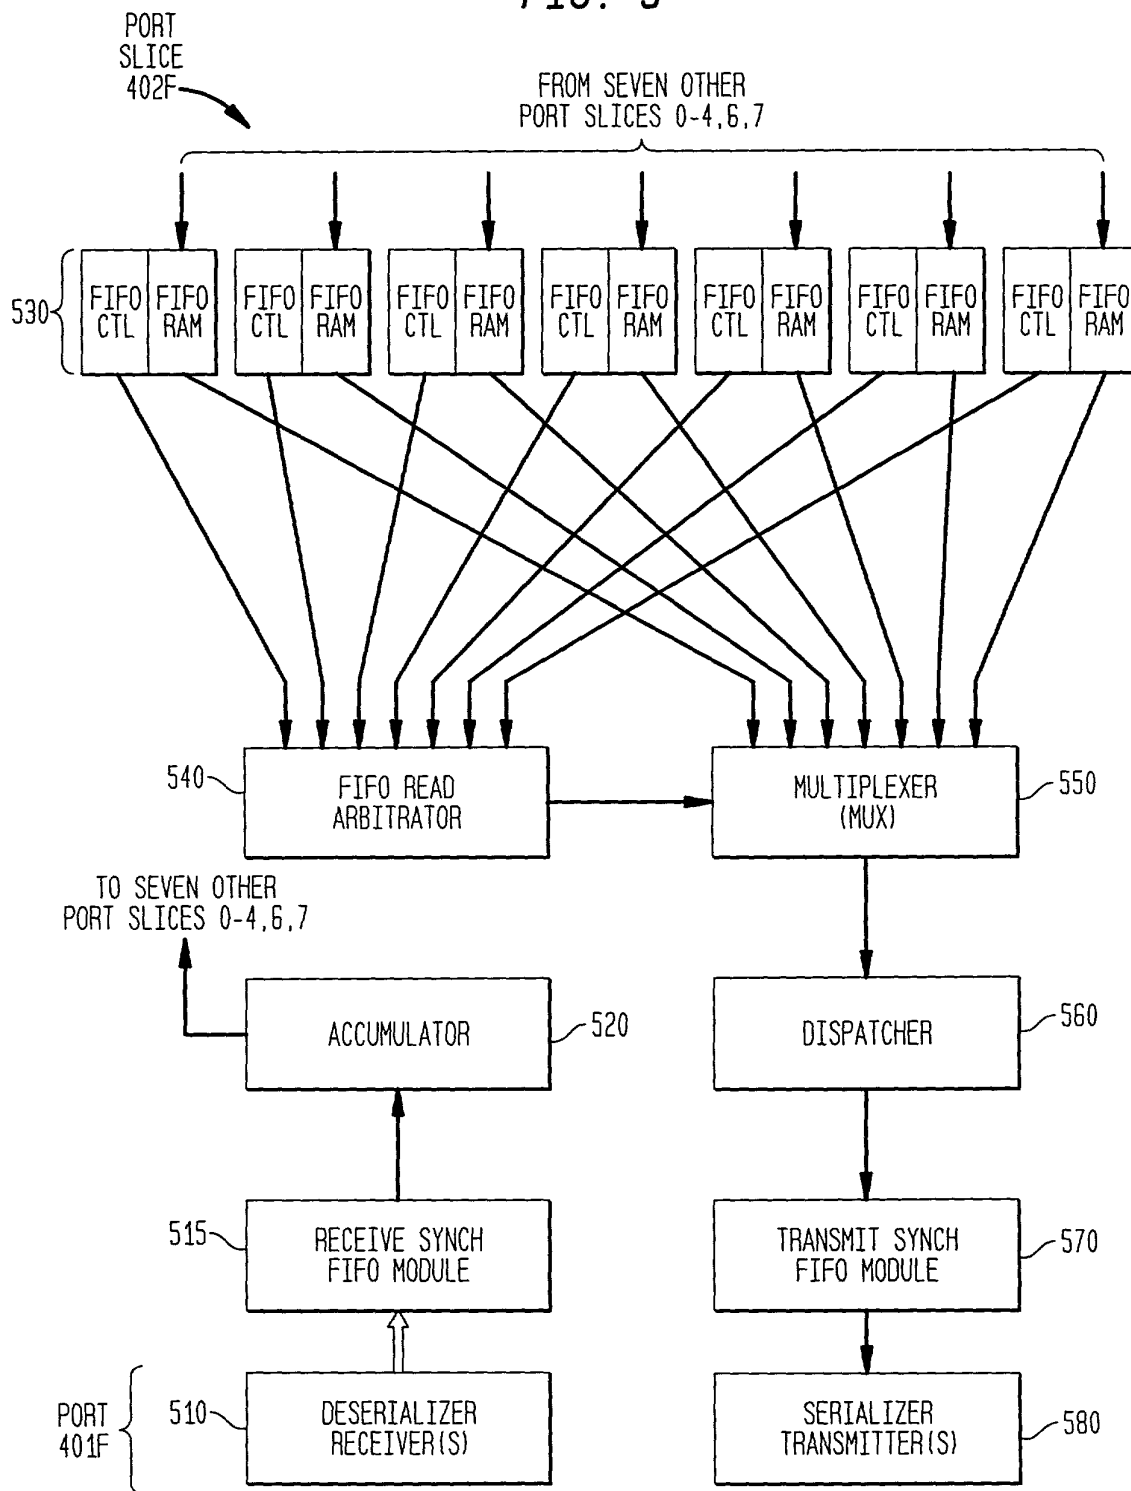 FIG. 5
PORT
SLICE
402F
FROM SEVEN OTHER
PORT SLICES 0-4,6,7
530
FIFO CTL
FIFO RAM
FIFO CTL
FIFO RAM
FIFO CTL
FIFO RAM
FIFO CTL
FIFO RAM
FIFO CTL
FIFO RAM
FIFO CTL
FIFO RAM
FIFO CTL
FIFO RAM
540
FIFO READ
ARBITRATOR
MULTIPLEXER
(MUX)
550
TO SEVEN OTHER
PORT SLICES 0-4,6,7
ACCUMULATOR
520
DISPATCHER
560
515
RECEIVE SYNCH
FIFO MODULE
TRANSMIT SYNCH
FIFO MODULE
570
PORT
401F
510
DESERIALIZER
RECEIVER(S)
SERIALIZER
TRANSMITTER(S)
580